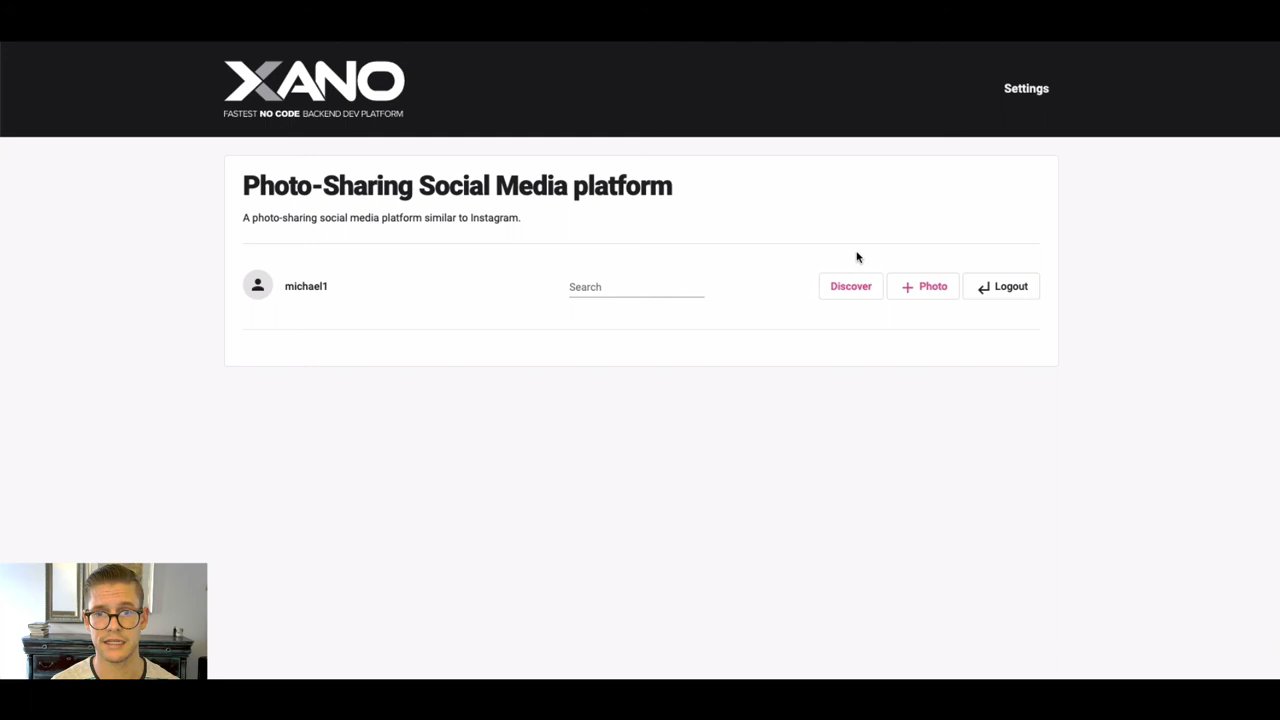 XANO
FASTEST NO CODE BACKEND DEV PLATFORM
Settings
Photo-Sharing Social Media platform
A photo-sharing social media platform similar to Instagram.
michael1
Search
Discover
+ Photo
Logout